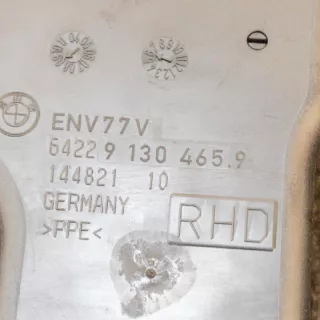 ENV77V
6422 9 130 465.9
144821 10
GERMANY
RHD
>PPE<